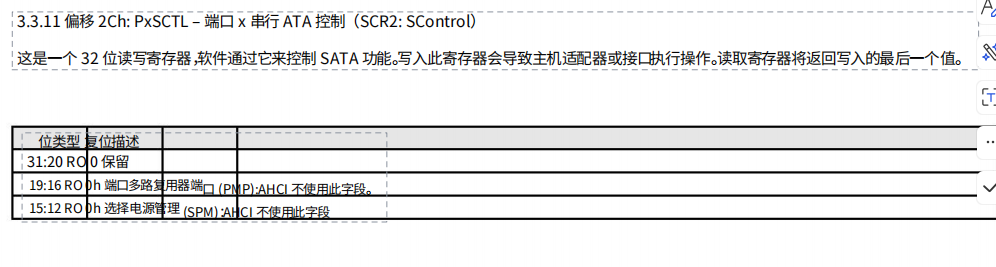 3.3.11 偏移 2Ch: PxSCTL – 端口 x 串行 ATA 控制（SCR2: SControl）
这是一个 32 位读写寄存器,软件通过它来控制 SATA 功能。写入此寄存器会导致主机适配器或接口执行操作。读取寄存器将返回写入的最后一个值。
位类型 复位描述
31:20 RO 0 保留
19:16 RO 0h 端口多路复用器端口 (PMP):AHCI 不使用此字段。
15:12 RO 0h 选择电源管理 (SPM):AHCI 不使用此字段